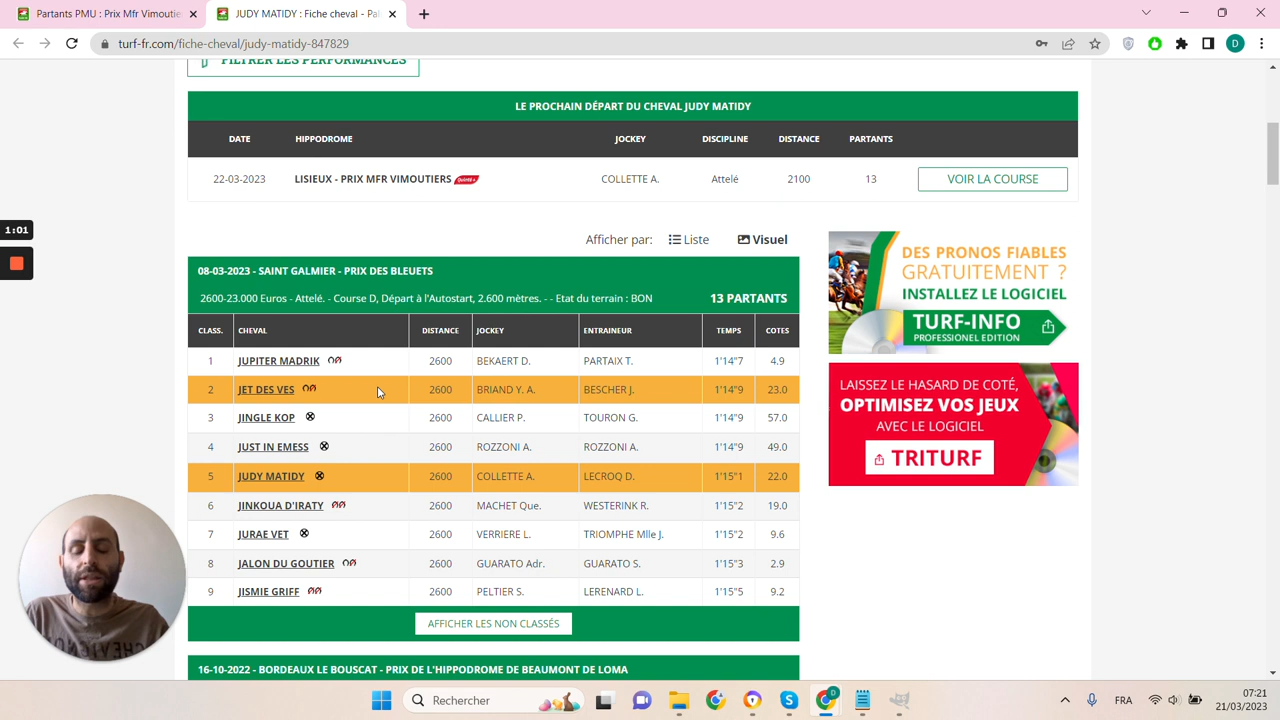 Partants PMU : Prix Mfr Vimoutie
JUDY MATIDY : Fiche cheval - Pa
turf-fr.com/fiche-cheval/judy-matidy-847829
D
FILTRER LES PERFORMANCES
LE PROCHAIN DÉPART DU CHEVAL JUDY MATIDY
DATE HIPPODROME JOCKEY DISCIPLINE DISTANCE PARTANTS
22-03-2023 LISIEUX - PRIX MFR VIMOUTIERS Quinté+ COLLETTE A. Attelé 2100 13 VOIR LA COURSE
1:01
Afficher par: Liste Visuel
08-03-2023 - SAINT GALMIER - PRIX DES BLEUETS
2600-23.000 Euros - Attelé. - Course D, Départ à l'Autostart, 2.600 mètres. - - Etat du terrain : BON 13 PARTANTS
CLASS. CHEVAL DISTANCE JOCKEY ENTRAINEUR TEMPS COTES
1 JUPITER MADRIK 2600 BEKAERT D. PARTAIX T. 1'14"7 4.9
2 JET DES VES 2600 BRIAND Y. A. BESCHER J. 1'14"9 23.0
3 JINGLE KOP 2600 CALLIER P. TOURON G. 1'14"9 57.0
4 JUST IN EMESS 2600 ROZZONI A. ROZZONI A. 1'14"9 49.0
5 JUDY MATIDY 2600 COLLETTE A. LECROQ D. 1'15"1 22.0
6 JINKOUA D'IRATY 2600 MACHET Que. WESTERINK R. 1'15"2 19.0
7 JURAE VET 2600 VERRIERE L. TRIOMPHE Mlle J. 1'15"2 9.6
8 JALON DU GOUTIER 2600 GUARATO Adr. GUARATO S. 1'15"3 2.9
9 JISMIE GRIFF 2600 PELTIER S. LERENARD L. 1'15"5 9.2
AFFICHER LES NON CLASSÉS
16-10-2022 - BORDEAUX LE BOUSCAT - PRIX DE L'HIPPODROME DE BEAUMONT DE LOMA
DES PRONOS FIABLES
GRATUITEMENT ?
INSTALLEZ LE LOGICIEL
TURF-INFO
PROFESSIONEL EDITION
LAISSEZ LE HASARD DE COTÉ,
OPTIMISEZ VOS JEUX
AVEC LE LOGICIEL
TRITURF
Rechercher
FRA
07:21
21/03/2023